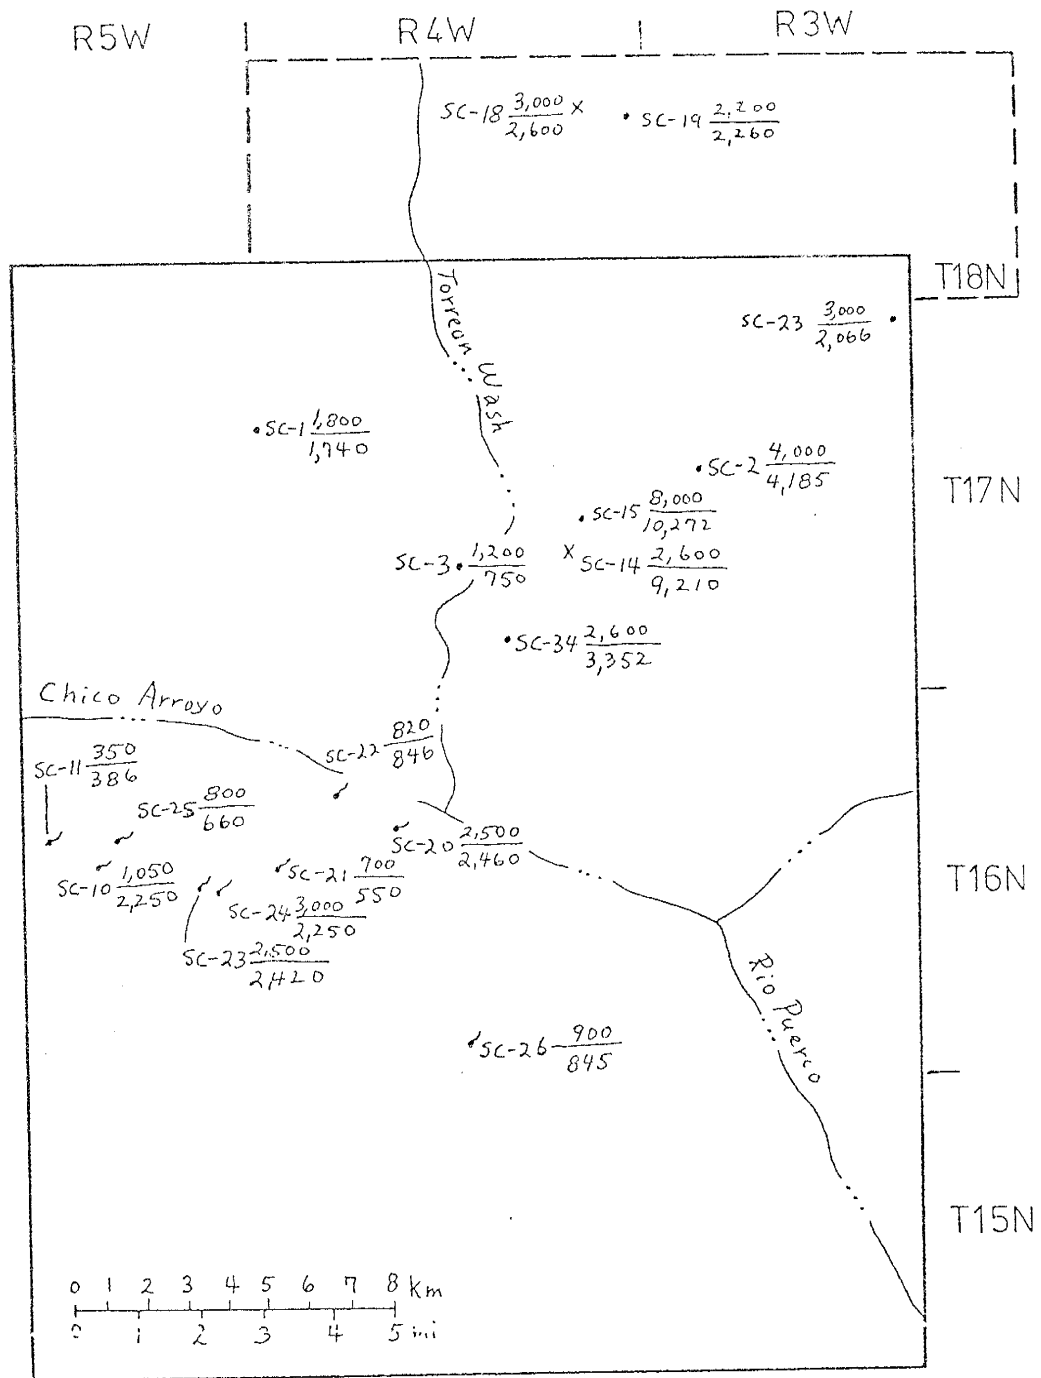 R5W R4W R3W
SC-18 3,000 X
2,600
SC-19 2,200
2,260
T18N
Torreon Wash
SC-23 3,000
2,066
SC-1 1,800
1,740
SC-2 4,000
4,185
T17N
SC-15 8,000
10,272
SC-3 1,200
750
X SC-14 2,600
9,210
SC-34 2,600
3,352
Chico Arroyo
SC-22 820
846
SC-11 350
386
SC-25 800
660
SC-20 2,500
2,460
SC-10 1,050
2,250
SC-21 700
550
T16N
SC-24 3,000
2,250
SC-23 2,500
2,420
Rio Puerco
SC-26 900
845
T15N
0 1 2 3 4 5 6 7 8 Km
0 1 2 3 4 5 mi